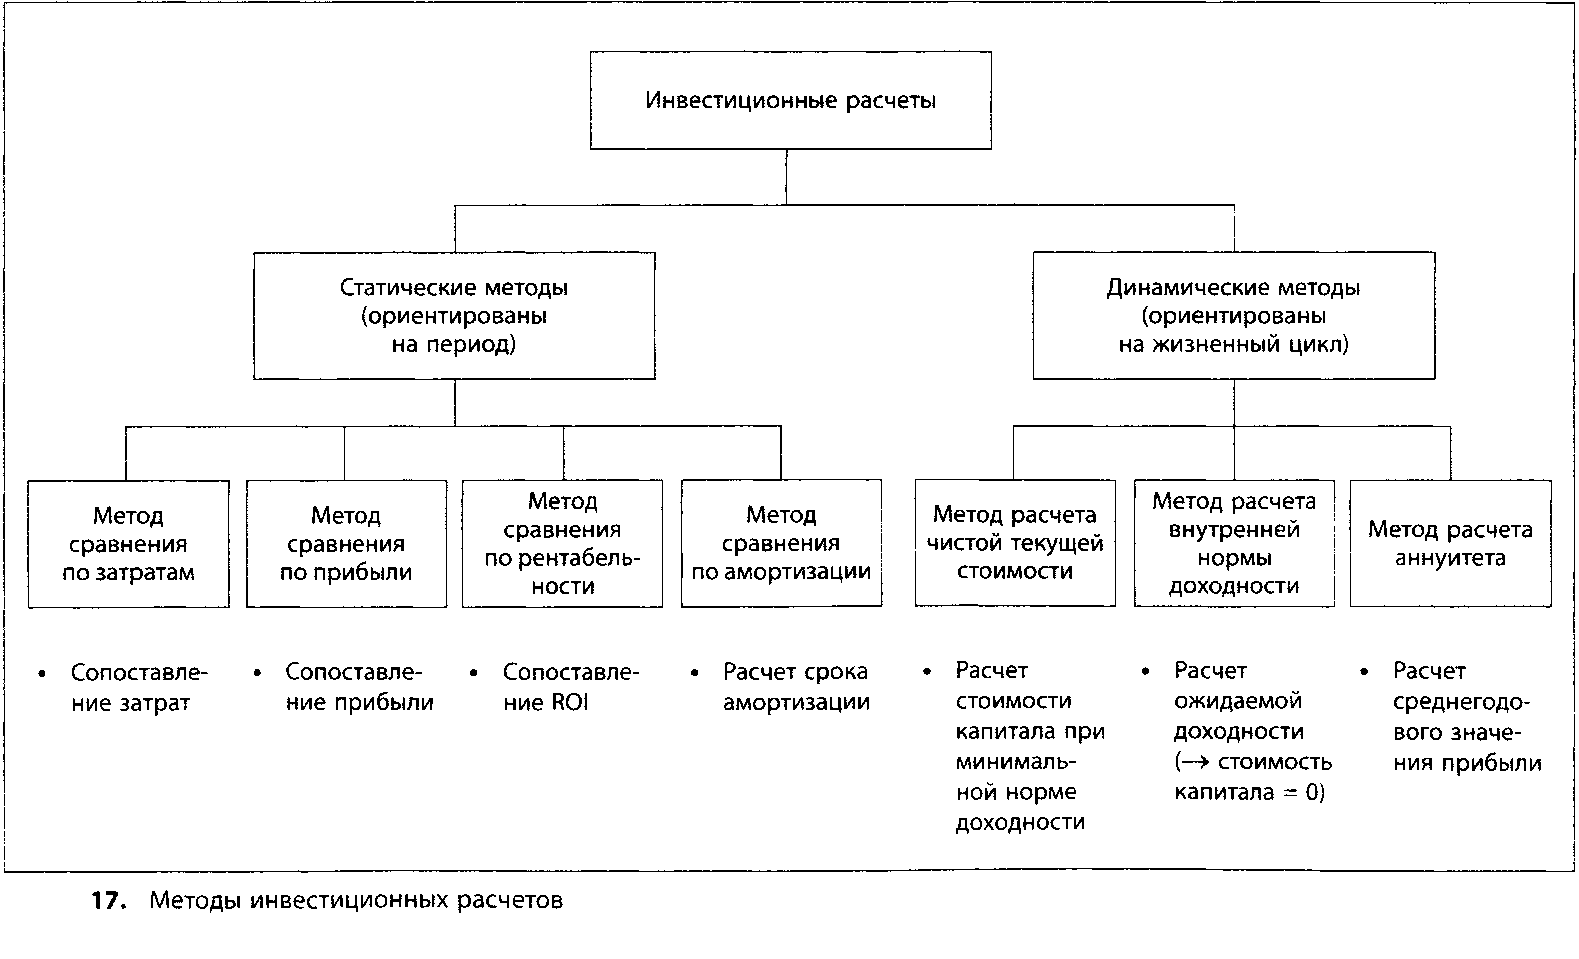 Инвестиционные расчеты
Статические методы
(ориентированы
на период)
Динамические методы
(ориентированы
на жизненный цикл)
Метод
сравнения
по затратам
Метод
сравнения
по прибыли
Метод
сравнения
по рентабель-
ности
Метод
сравнения
по амортизации
Метод расчета
чистой текущей
стоимости
Метод расчета
внутренней
нормы
доходности
Метод расчета
аннуитета
• Сопоставле-
ние затрат
• Сопоставле-
ние прибыли
• Сопоставле-
ние ROI
• Расчет срока
амортизации
• Расчет
стоимости
капитала при
минималь-
ной норме
доходности
• Расчет
ожидаемой
доходности
(→ стоимость
капитала = 0)
• Расчет
среднегодо-
вого значе-
ния прибыли
17. Методы инвестиционных расчетов